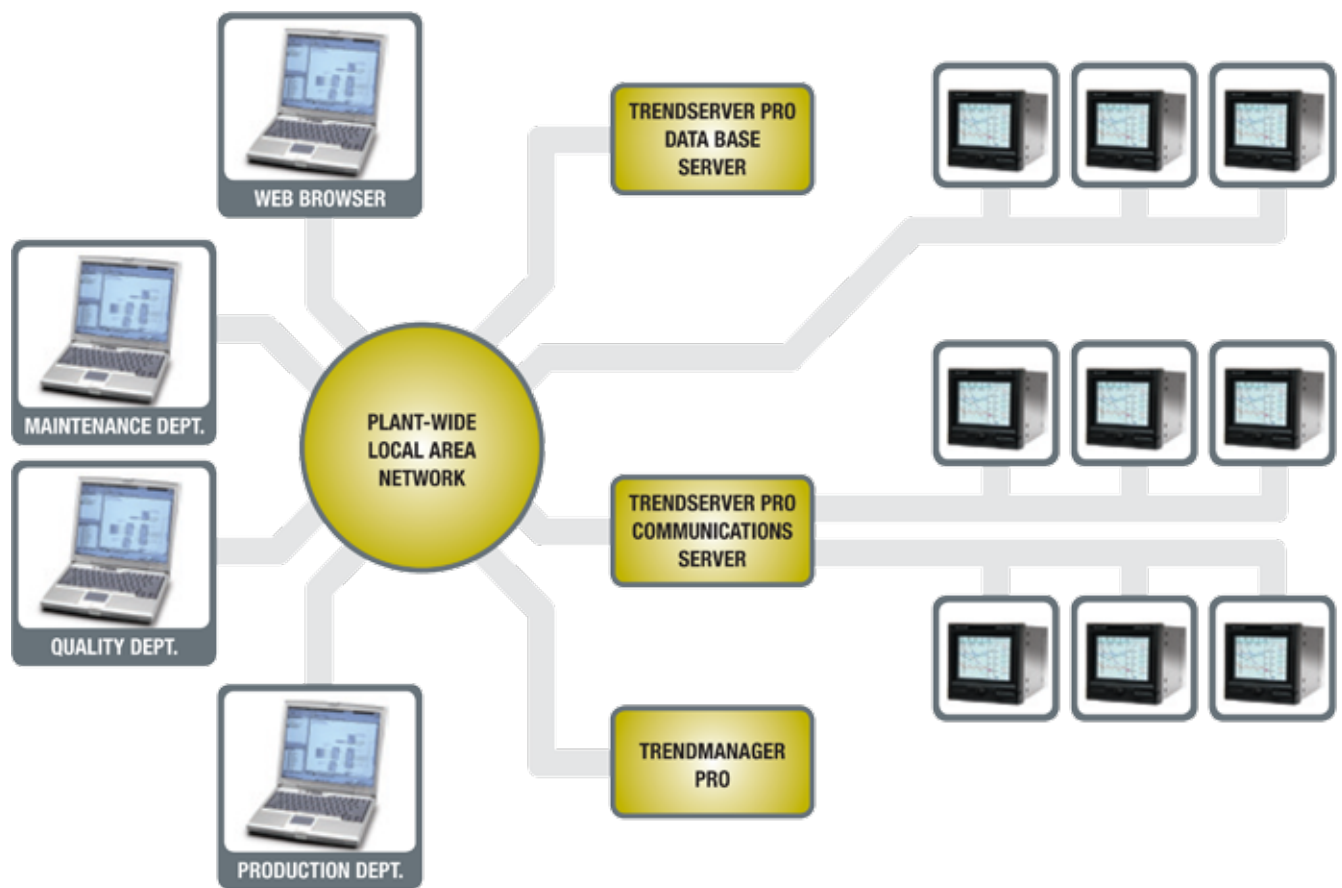 WEB BROWSER
MAINTENANCE DEPT.
QUALITY DEPT.
PRODUCTION DEPT.
PLANT-WIDE
LOCAL AREA
NETWORK
TRENDSERVER PRO
DATA BASE
SERVER
TRENDSERVER PRO
COMMUNICATIONS
SERVER
TRENDMANAGER
PRO